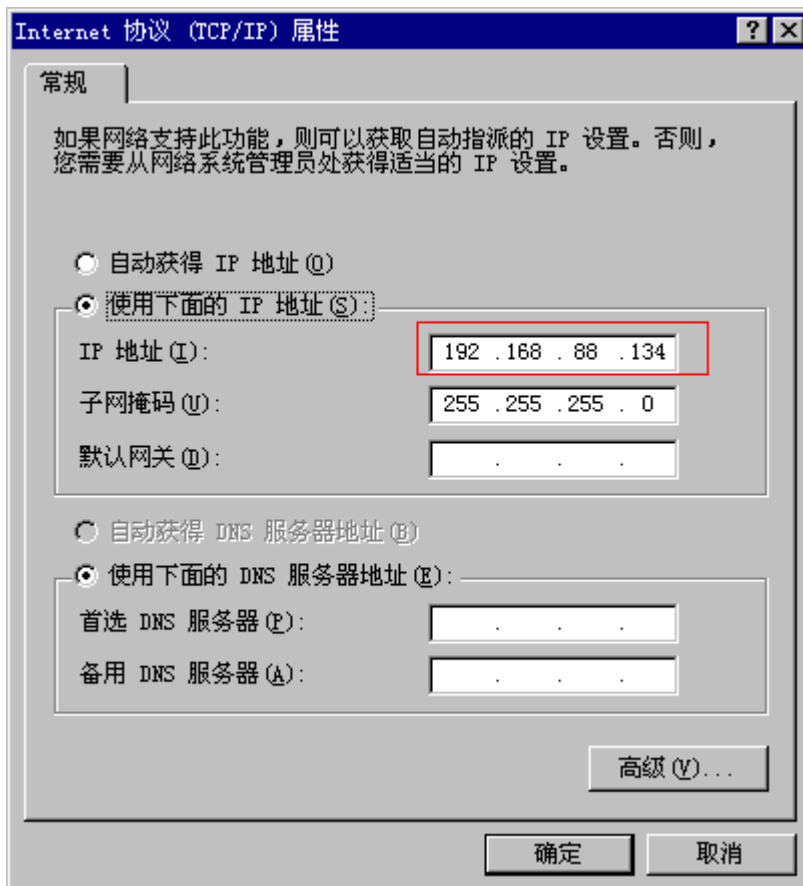 Internet 协议 (TCP/IP) 属性
常规
如果网络支持此功能，则可以获取自动指派的 IP 设置。否则，
您需要从网络系统管理员处获得适当的 IP 设置。
自动获得 IP 地址(O)
使用下面的 IP 地址(S):
IP 地址(I): 192 .168 . 88 .134
子网掩码(U): 255 .255 .255 . 0
默认网关(D): . . .
自动获得 DNS 服务器地址(B)
使用下面的 DNS 服务器地址(E):
首选 DNS 服务器(P): . . .
备用 DNS 服务器(A): . . .
高级(V)...
确定 取消